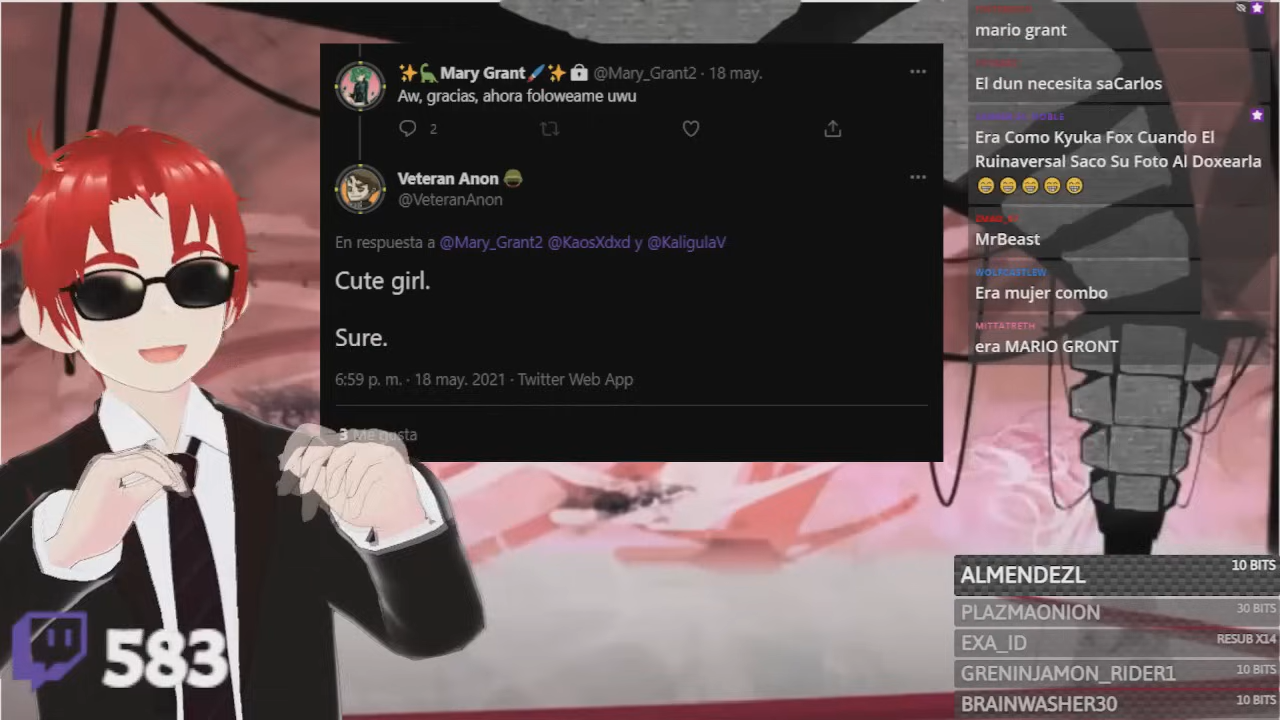 ✨🦕Mary Grant🖌️✨💼 @Mary_Grant2 · 18 may.
Aw, gracias, ahora foloweame uwu
2
Veteran Anon
@VeteranAnon
En respuesta a @Mary_Grant2 @KaosXdxd y @KaligulaV
Cute girl.
Sure.
6:59 p. m. · 18 may. 2021 · Twitter Web App
3 Me gusta
583
mario grant
El dun necesita saCarlos
Era Como Kyuka Fox Cuando El
Ruinaversal Saco Su Foto Al Doxearla
😁😁😁😁😁
MrBeast
WOLFCASTLEW
Era mujer combo
MITTATRETH
era MARIO GRONT
ALMENDEZL 10 BITS
PLAZMAONION 30 BITS
EXA_ID RESUB X14
GRENINJAMON_RIDER1 10 BITS
BRAINWASHER30 10 BITS